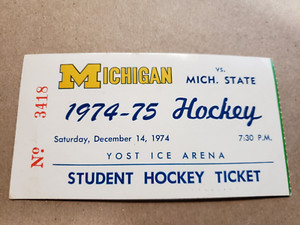 MICHIGAN
VS.
MICH. STATE
1974-75 Hockey
Saturday, December 14, 1974 7:30 P.M.
YOST ICE ARENA
STUDENT HOCKEY TICKET
No 3418